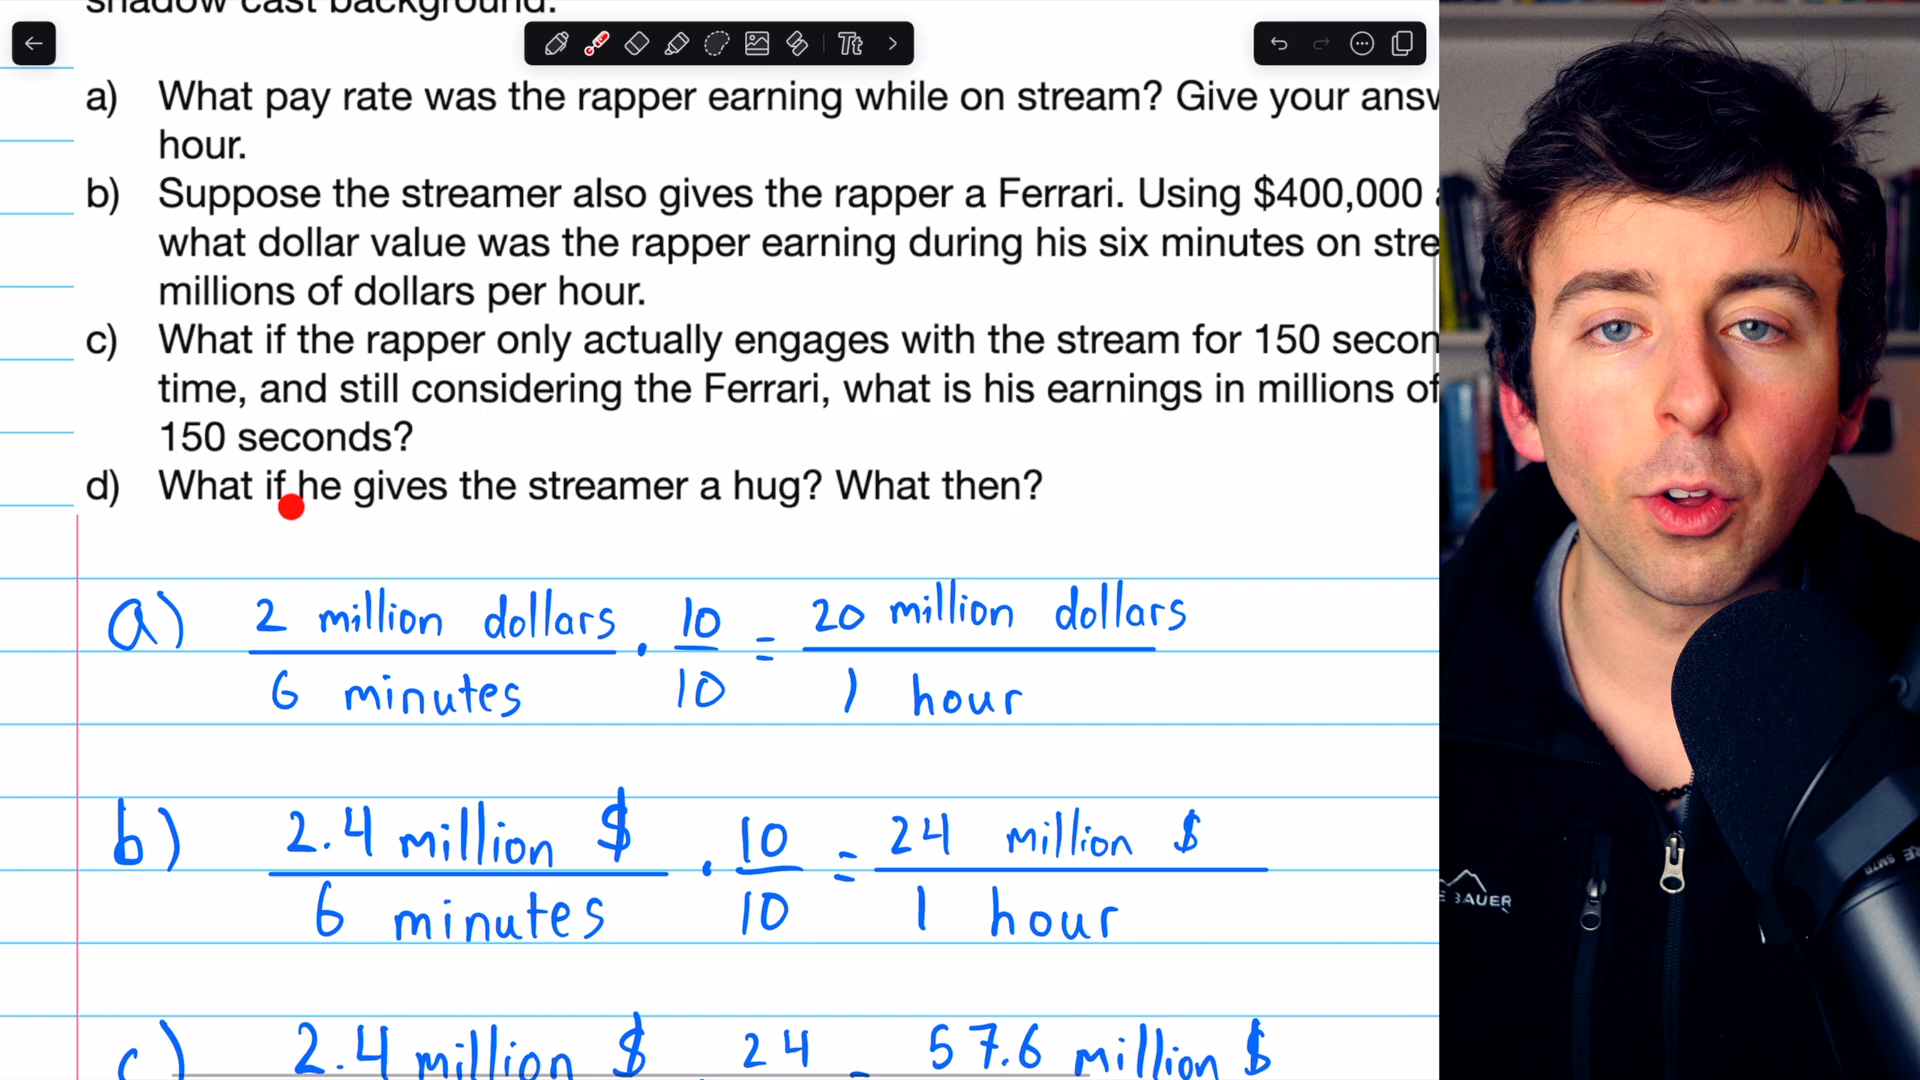 shadow cast background.
Tt
a) What pay rate was the rapper earning while on stream? Give your answ
hour.
b) Suppose the streamer also gives the rapper a Ferrari. Using $400,000
what dollar value was the rapper earning during his six minutes on stre
millions of dollars per hour.
c) What if the rapper only actually engages with the stream for 150 secon
time, and still considering the Ferrari, what is his earnings in millions of
150 seconds?
d) What if he gives the streamer a hug? What then?
a) 2 million dollars / 6 minutes · 10/10 = 20 million dollars / 1 hour
b) 2.4 million $ / 6 minutes · 10/10 = 24 million $ / 1 hour
c) 2.4 million $ · 24 = 57.6 million $
E BAUER
SM7B